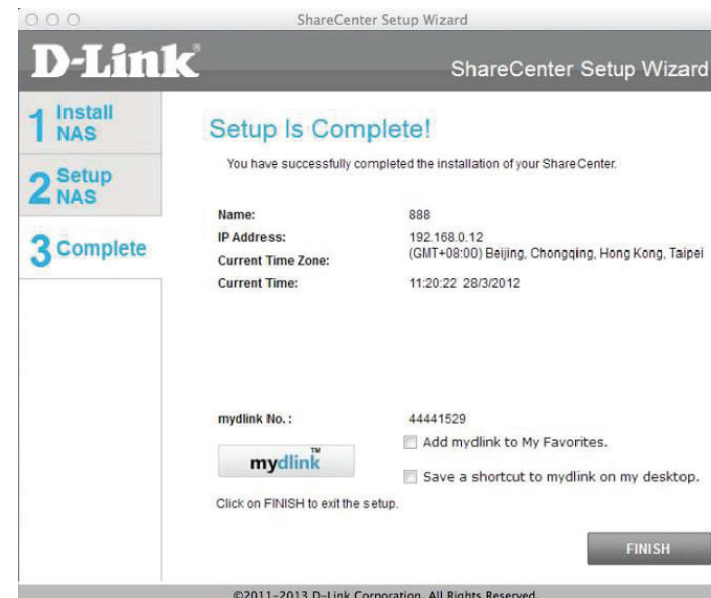 ShareCenter Setup Wizard
D-Link®
ShareCenter Setup Wizard
1 Install NAS
2 Setup NAS
3 Complete
Setup Is Complete!
You have successfully completed the installation of your ShareCenter.
Name: 888
IP Address: 192.168.0.12
Current Time Zone: (GMT+08:00) Beijing, Chongqing, Hong Kong, Taipei
Current Time: 11:20:22 28/3/2012
mydlink No. : 44441529
mydlink™
Add mydlink to My Favorites.
Save a shortcut to mydlink on my desktop.
Click on FINISH to exit the setup.
FINISH
©2011-2013 D-Link Corporation. All Rights Reserved.